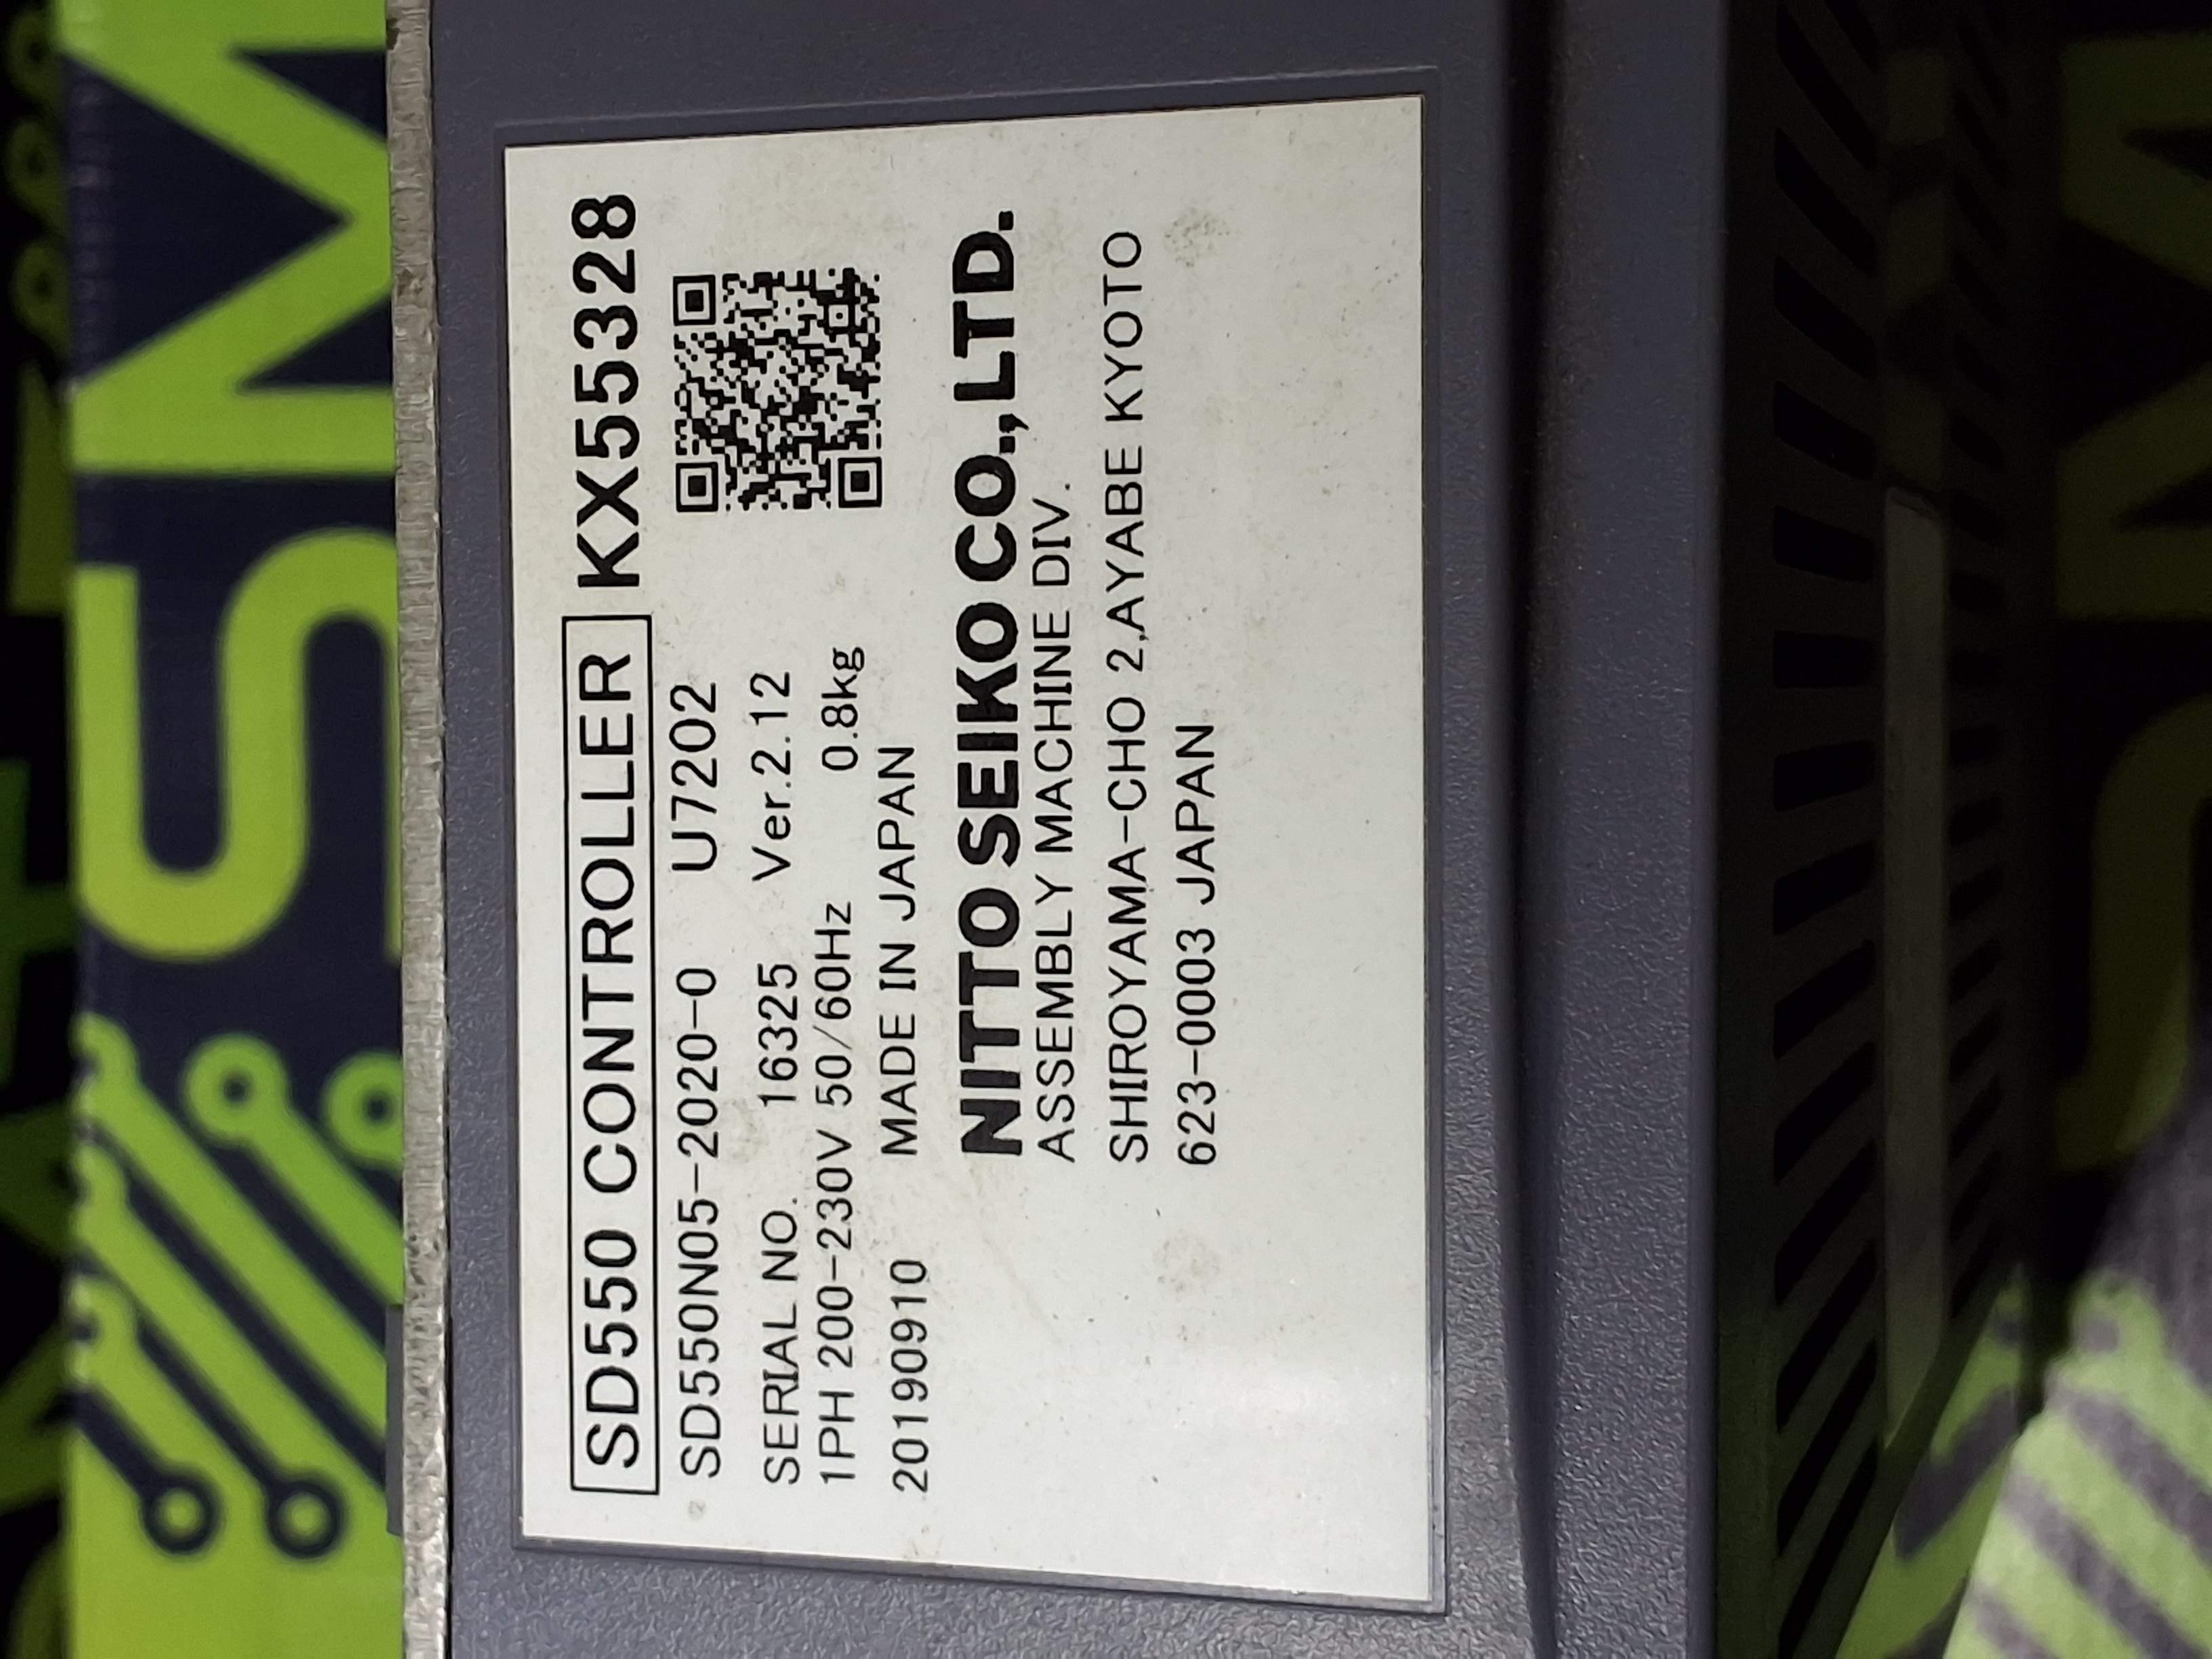 SD550 CONTROLLER KX55328
SD550N05-2020-0 U7202
SERIAL NO. 16325 Ver.2.12
1PH 200-230V 50/60Hz 0.8kg
20190910 MADE IN JAPAN
NITTO SEIKO CO.,LTD.
ASSEMBLY MACHINE DIV.
SHIROYAMA-CHO 2,AYABE KYOTO
623-0003 JAPAN